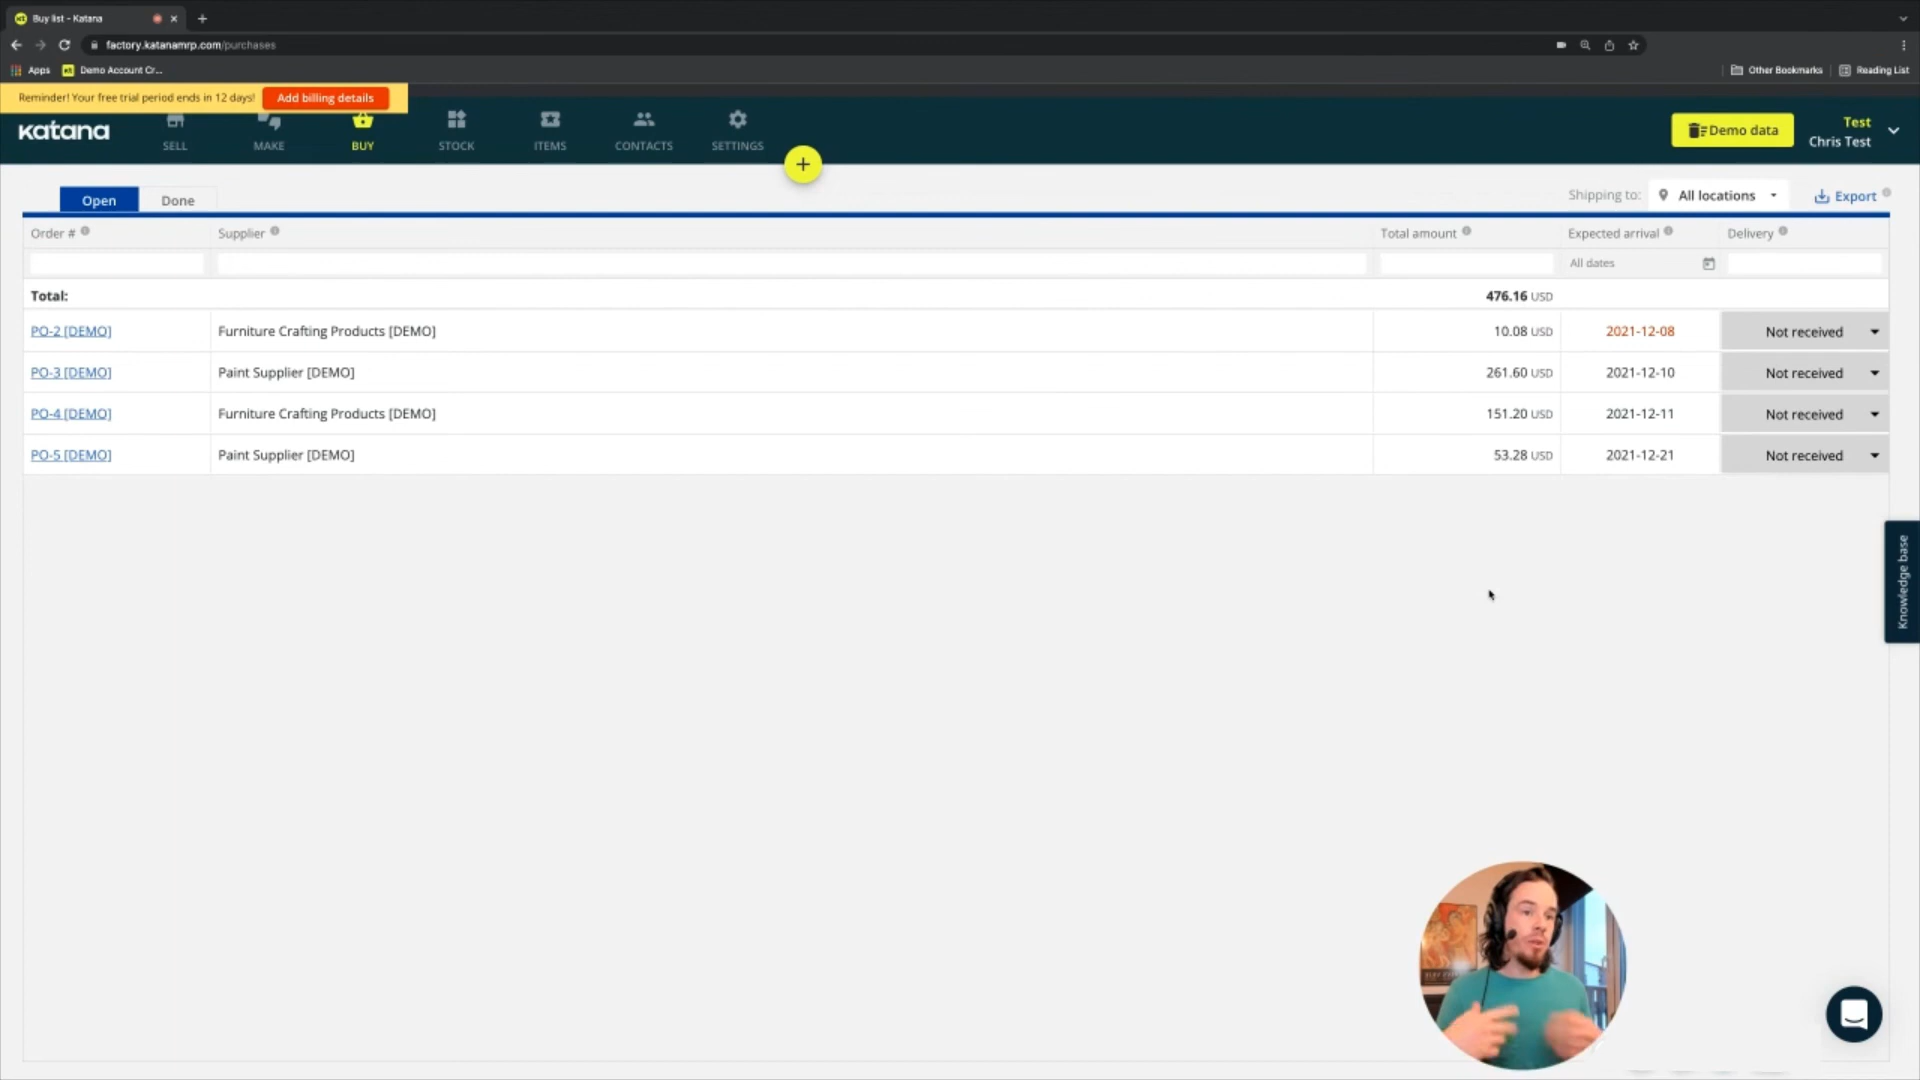 Buy list - Katana
factory.katanamrp.com/purchases
Apps
Demo Account Cr...
Other Bookmarks
Reading List
Reminder! Your free trial period ends in 12 days!
Add billing details
katana
SELL
MAKE
BUY
STOCK
ITEMS
CONTACTS
SETTINGS
+
Demo data
Test
Chris Test
Open
Done
Shipping to:
All locations
Export
Order #
Supplier
Total amount
Expected arrival
Delivery
All dates
Total:
476.16 USD
PO-2 [DEMO]
Furniture Crafting Products [DEMO]
10.08 USD
2021-12-08
Not received
PO-3 [DEMO]
Paint Supplier [DEMO]
261.60 USD
2021-12-10
Not received
PO-4 [DEMO]
Furniture Crafting Products [DEMO]
151.20 USD
2021-12-11
Not received
PO-5 [DEMO]
Paint Supplier [DEMO]
53.28 USD
2021-12-21
Not received
Knowledge base